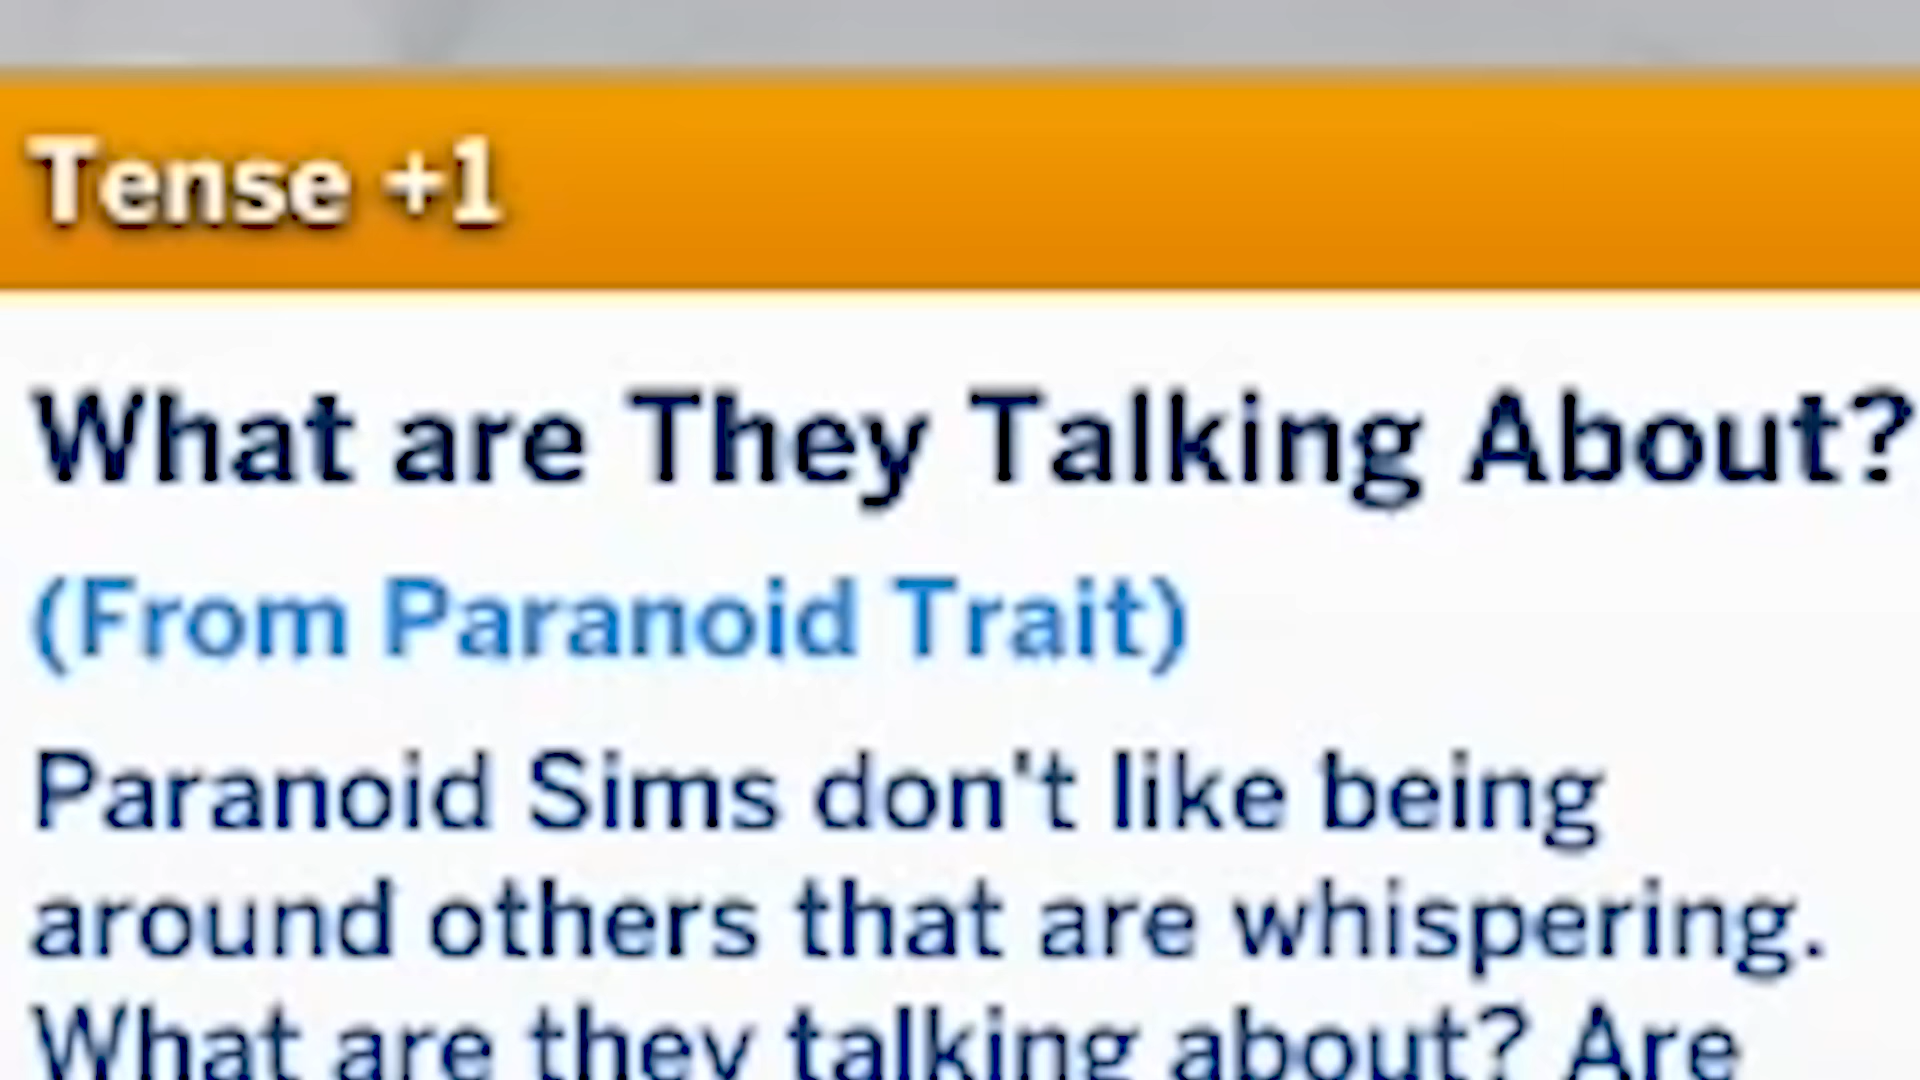 Tense +1
What are They Talking About?
(From Paranoid Trait)
Paranoid Sims don't like being
around others that are whispering.
What are they talking about? Are